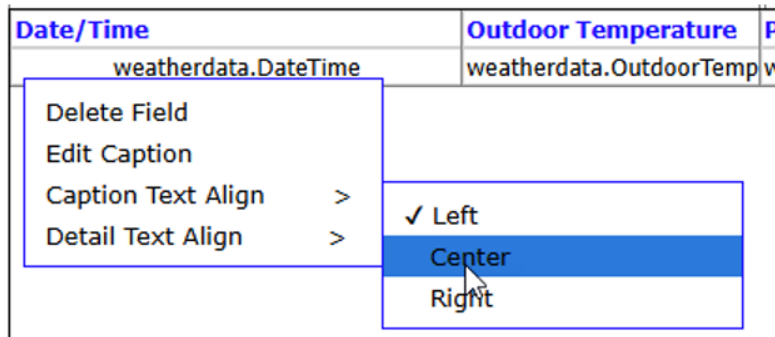 Date/Time Outdoor Temperature P
weatherdata.DateTime weatherdata.OutdoorTemp w
Delete Field
Edit Caption
Caption Text Align >
Detail Text Align >
✓ Left
Center
Right